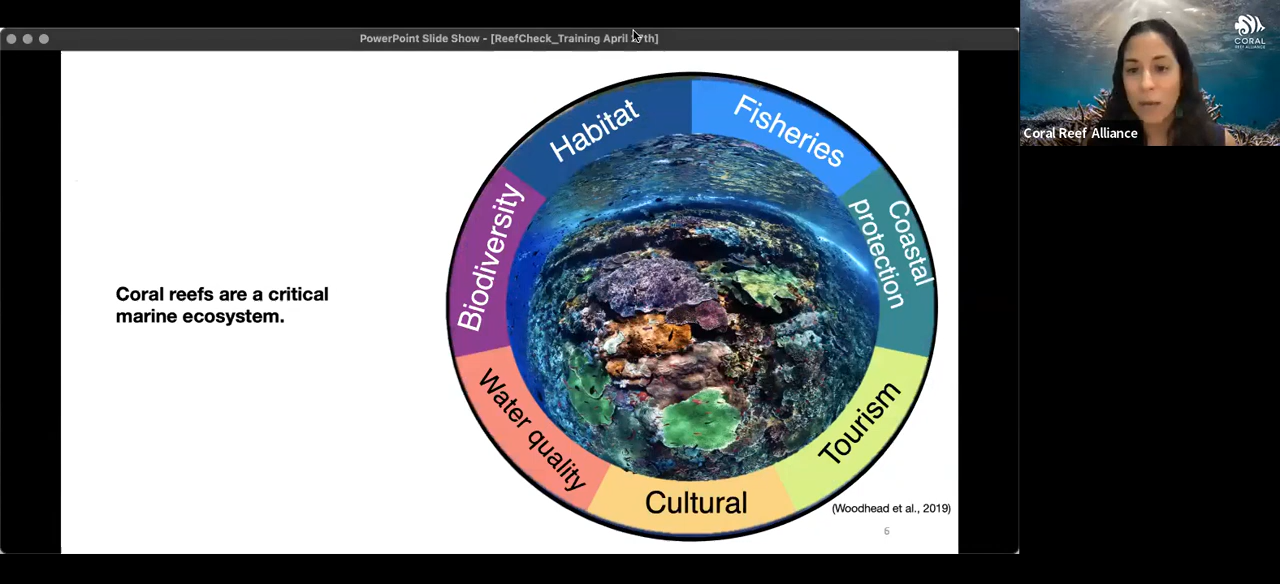 PowerPoint Slide Show - [ReefCheck_Training April 7th]
CORAL
REEF ALLIANCE
Coral Reef Alliance
Habitat
Fisheries
Coastal
protection
Biodiversity
Coral reefs are a critical
marine ecosystem.
Water quality
Tourism
Cultural
(Woodhead et al., 2019)
6